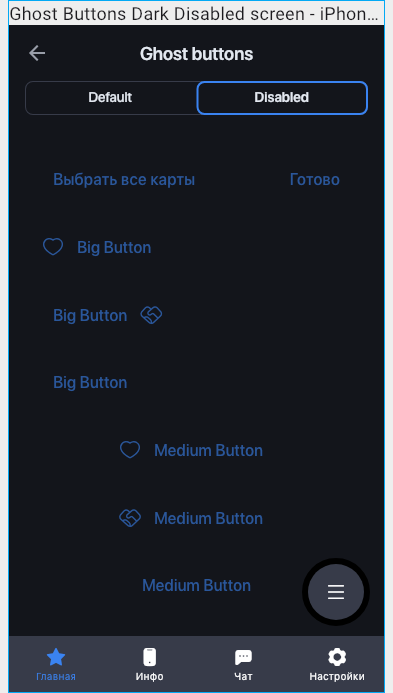 Ghost Buttons Dark Disabled screen - iPhon...
Ghost buttons
Default Disabled
Выбрать все карты Готово
Big Button
Big Button
Big Button
Medium Button
Medium Button
Medium Button
Главная Инфо Чат Настройки